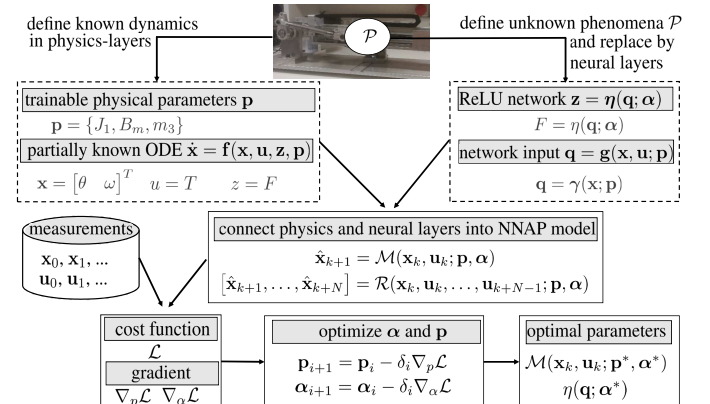 define known dynamics
in physics-layers
𝒫
define unknown phenomena 𝒫
and replace by
neural layers
trainable physical parameters p
p = {J₁, Bₘ, m₃}
partially known ODE ẋ = f(x, u, z, p)
x = [θ ω]ᵀ u = T z = F
ReLU network z = η(q; α)
F = η(q; α)
network input q = g(x, u; p)
q = γ(x; p)
measurements
x₀, x₁, ...
u₀, u₁, ...
connect physics and neural layers into NNAP model
x̂ₖ₊₁ = ℳ(xₖ, uₖ; p, α)
[x̂ₖ₊₁, . . . , x̂ₖ₊N] = ℛ(xₖ, uₖ, . . . , uₖ₊N₋₁; p, α)
cost function
ℒ
gradient
∇ₚℒ ∇αℒ
optimize α and p
pᵢ₊₁ = pᵢ − δᵢ∇ₚℒ
αᵢ₊₁ = αᵢ − δᵢ∇αℒ
optimal parameters
ℳ(xₖ, uₖ; p*, α*)
η(q; α*)